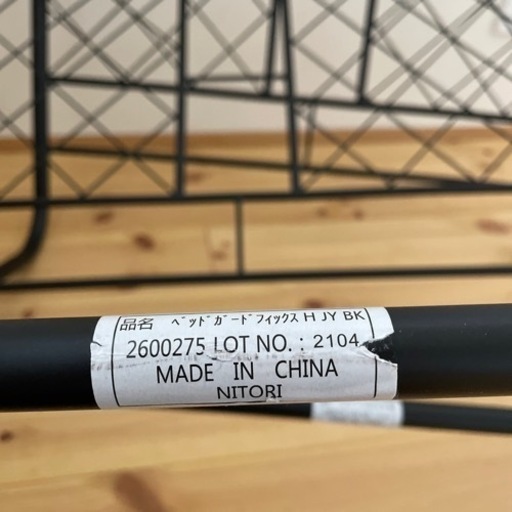 品名 ﾍﾞｯﾄﾞｶﾞｰﾄﾞﾌｨｯｸｽ H JY BK
2600275 LOT NO. : 2104
MADE IN CHINA
NITORI